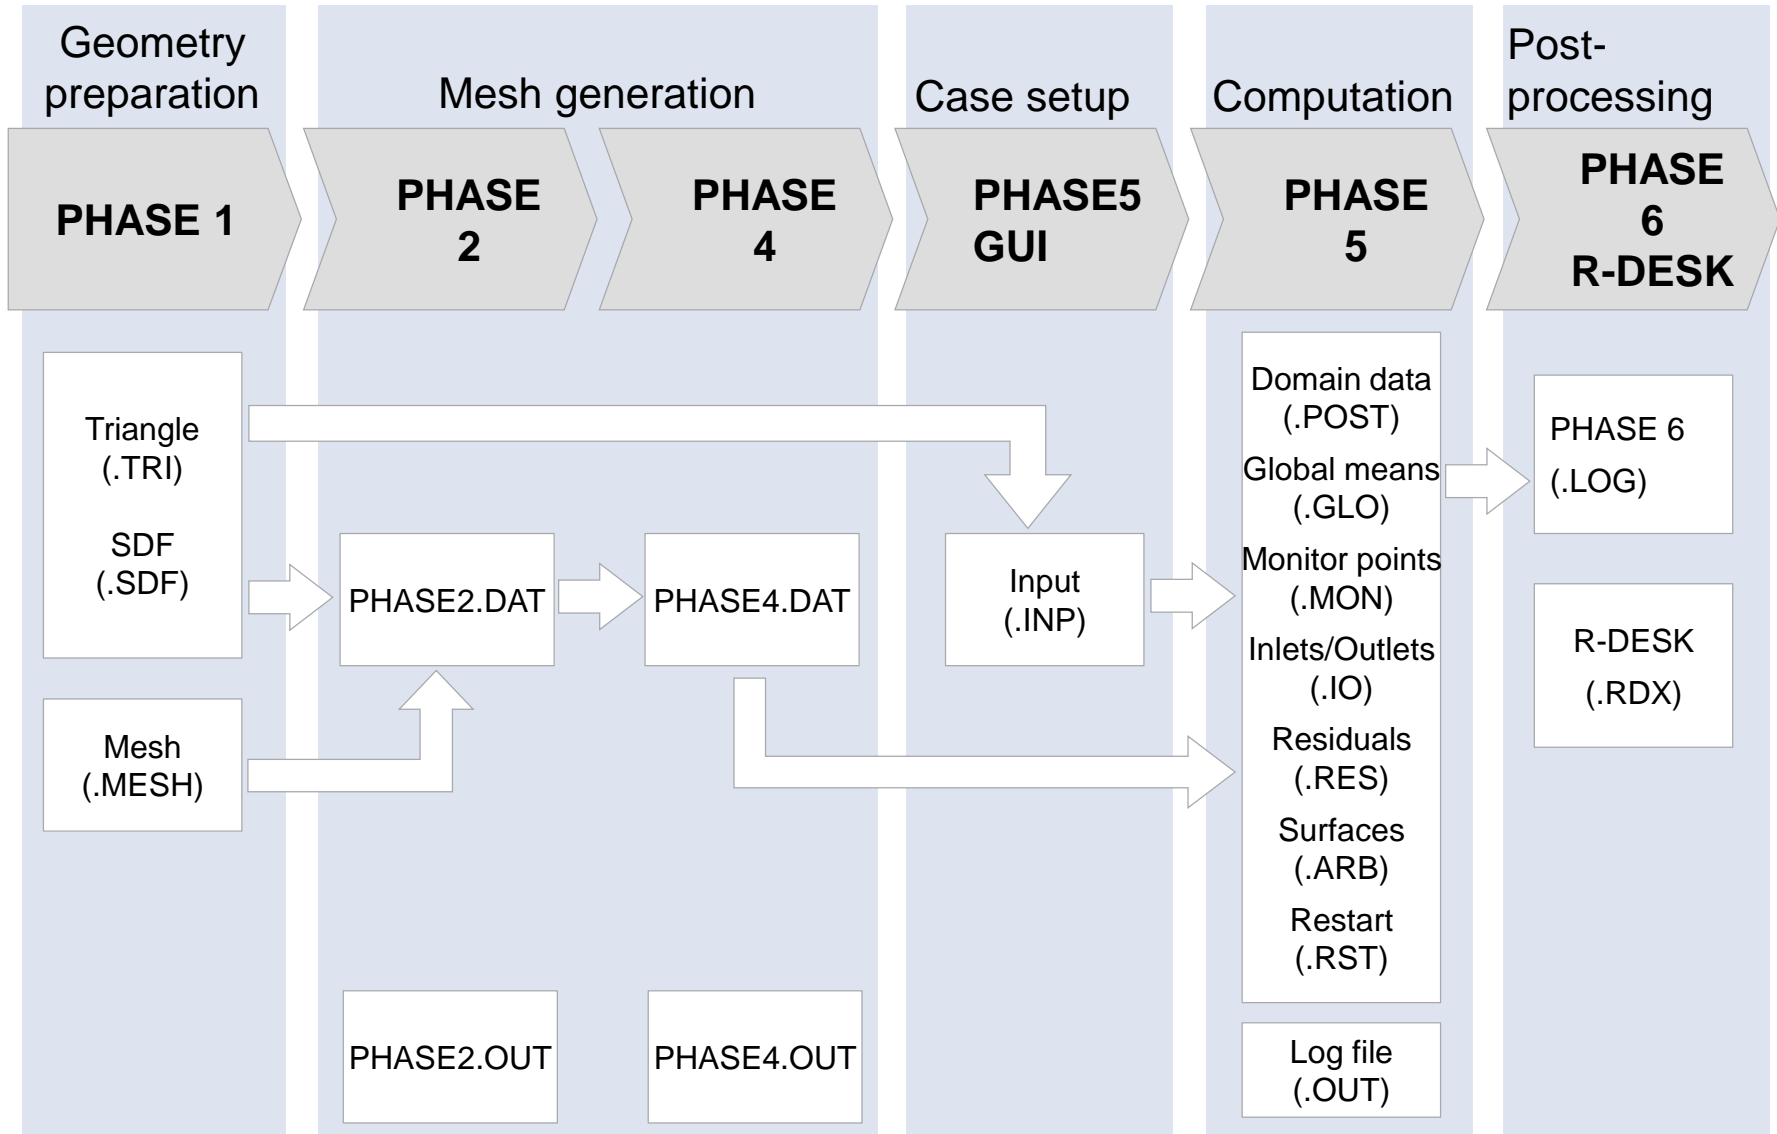 Geometry
preparation
Mesh generation
Case setup
Computation
Post-
processing
PHASE 1
PHASE
2
PHASE
4
PHASE5
GUI
PHASE
5
PHASE
6
R-DESK
Triangle
(.TRI)
SDF
(.SDF)
Mesh
(.MESH)
PHASE2.DAT
PHASE4.DAT
PHASE2.OUT
PHASE4.OUT
Input
(.INP)
Domain data
(.POST)
Global means
(.GLO)
Monitor points
(.MON)
Inlets/Outlets
(.IO)
Residuals
(.RES)
Surfaces
(.ARB)
Restart
(.RST)
Log file
(.OUT)
PHASE 6
(.LOG)
R-DESK
(.RDX)